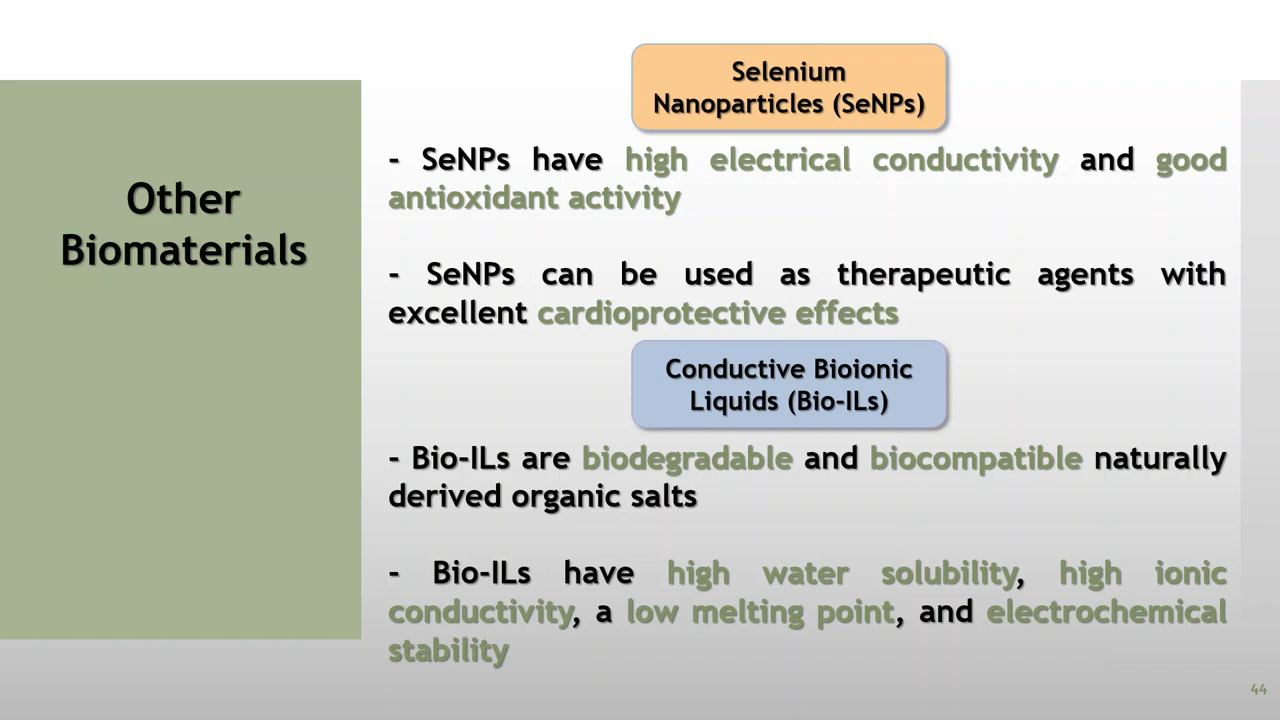 Other
Biomaterials
Selenium
Nanoparticles (SeNPs)
- SeNPs have high electrical conductivity and good
antioxidant activity
- SeNPs can be used as therapeutic agents with
excellent cardioprotective effects
Conductive Bioionic
Liquids (Bio-ILs)
- Bio-ILs are biodegradable and biocompatible naturally
derived organic salts
- Bio-ILs have high water solubility, high ionic
conductivity, a low melting point, and electrochemical
stability
44